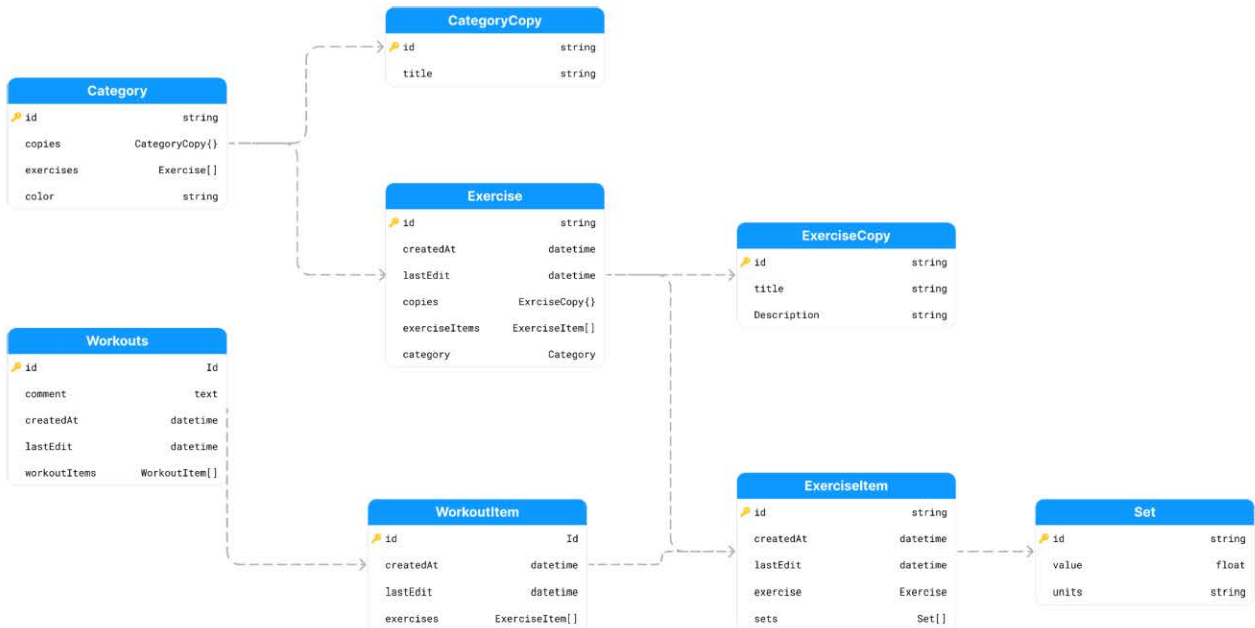 CategoryCopy
id string
title string
Category
id string
copies CategoryCopy{}
exercises Exercise[]
color string
Exercise
id string
createdAt datetime
lastEdit datetime
copies ExrciseCopy{}
exerciseItems ExerciseItem[]
category Category
ExerciseCopy
id string
title string
Description string
Workouts
id Id
comment text
createdAt datetime
lastEdit datetime
workoutItems WorkoutItem[]
WorkoutItem
id Id
createdAt datetime
lastEdit datetime
exercises ExerciseItem[]
ExerciseItem
id string
createdAt datetime
lastEdit datetime
exercise Exercise
sets Set[]
Set
id string
value float
units string